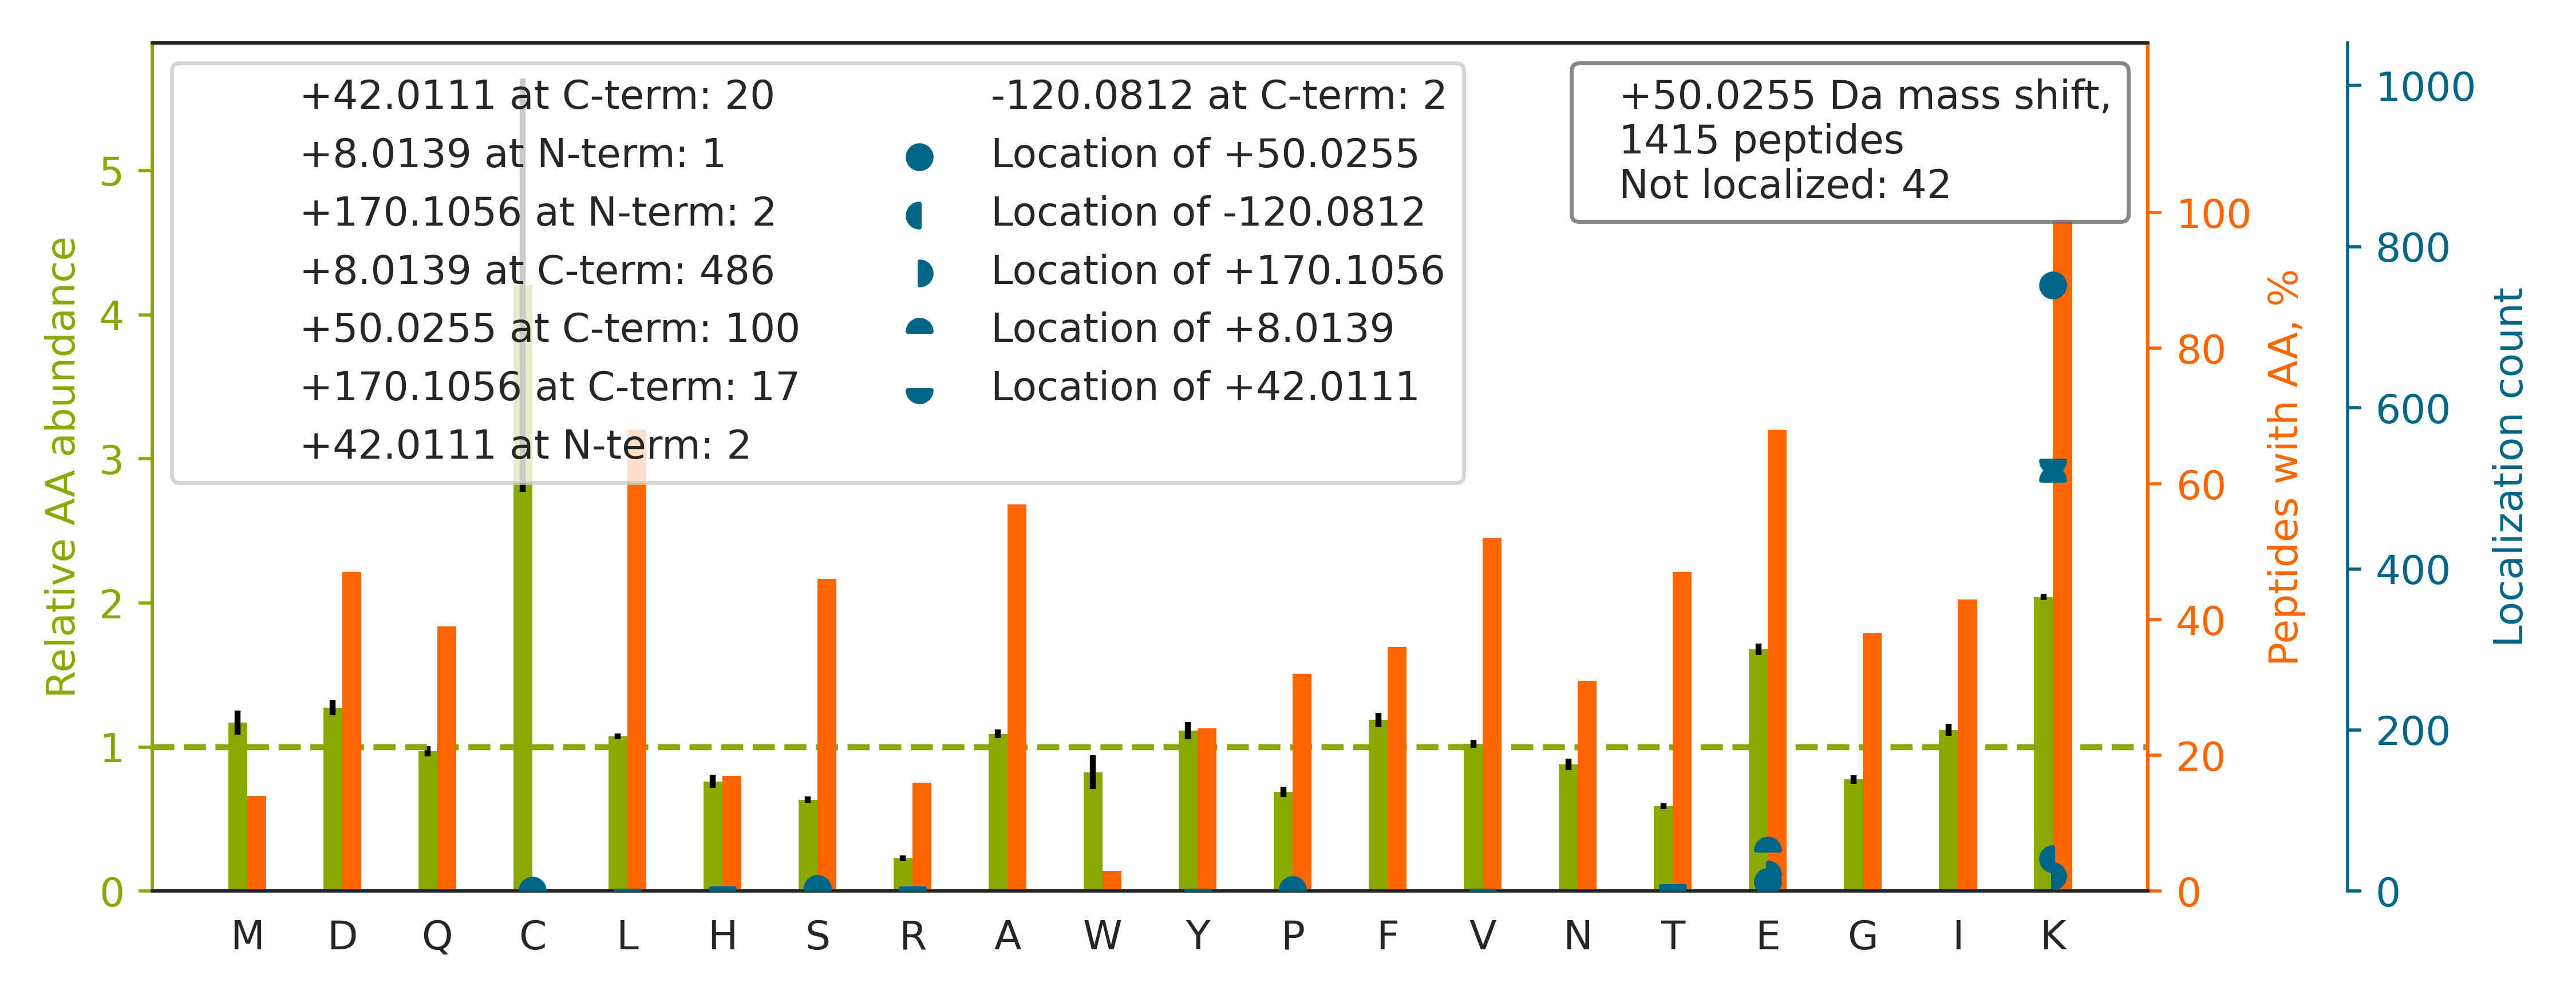 +42.0111 at C-term: 20
+8.0139 at N-term: 1
+170.1056 at N-term: 2
+8.0139 at C-term: 486
+50.0255 at C-term: 100
+170.1056 at C-term: 17
+42.0111 at N-term: 2
-120.0812 at C-term: 2
Location of +50.0255
Location of -120.0812
Location of +170.1056
Location of +8.0139
Location of +42.0111
+50.0255 Da mass shift,
1415 peptides
Not localized: 42
Relative AA abundance
5
4
3
2
1
0
Peptides with AA, %
100
80
60
40
20
0
Localization count
1000
800
600
400
200
0
M D Q C L H S R A W Y P F V N T E G I K